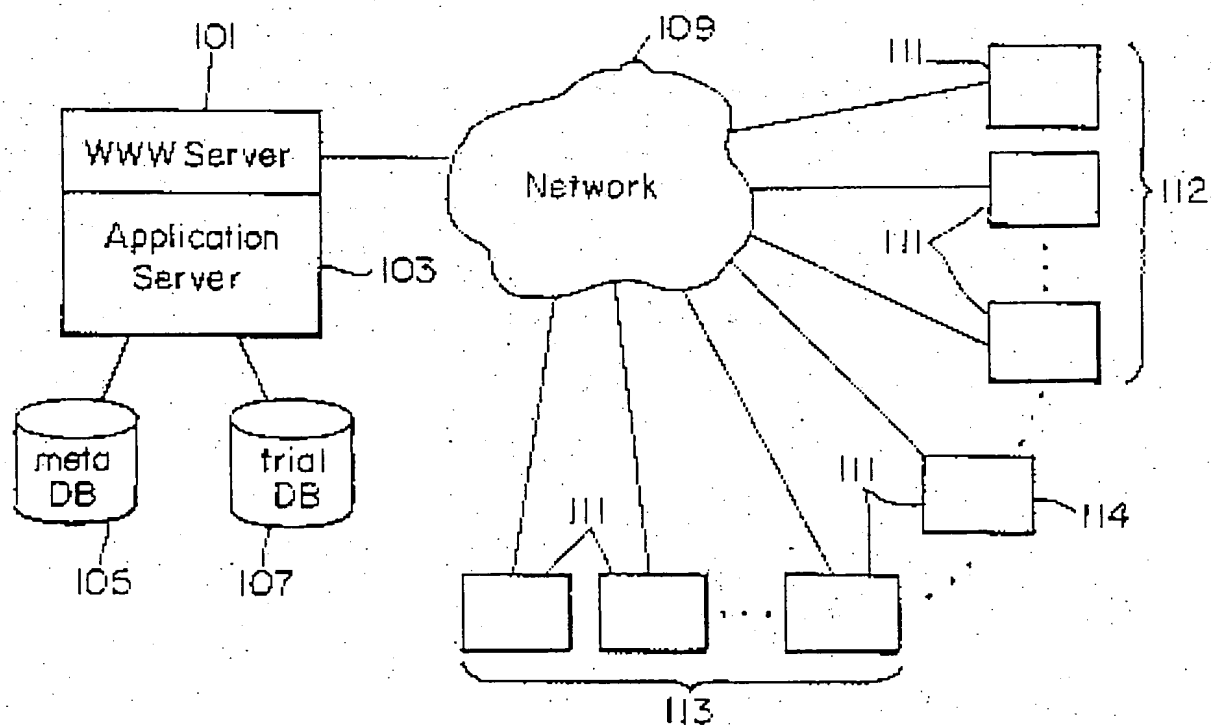 101
109
111
WWW Server
Network
112
Application
Server
103
111
meta
DB
trial
DB
111
114
111
105
107
113